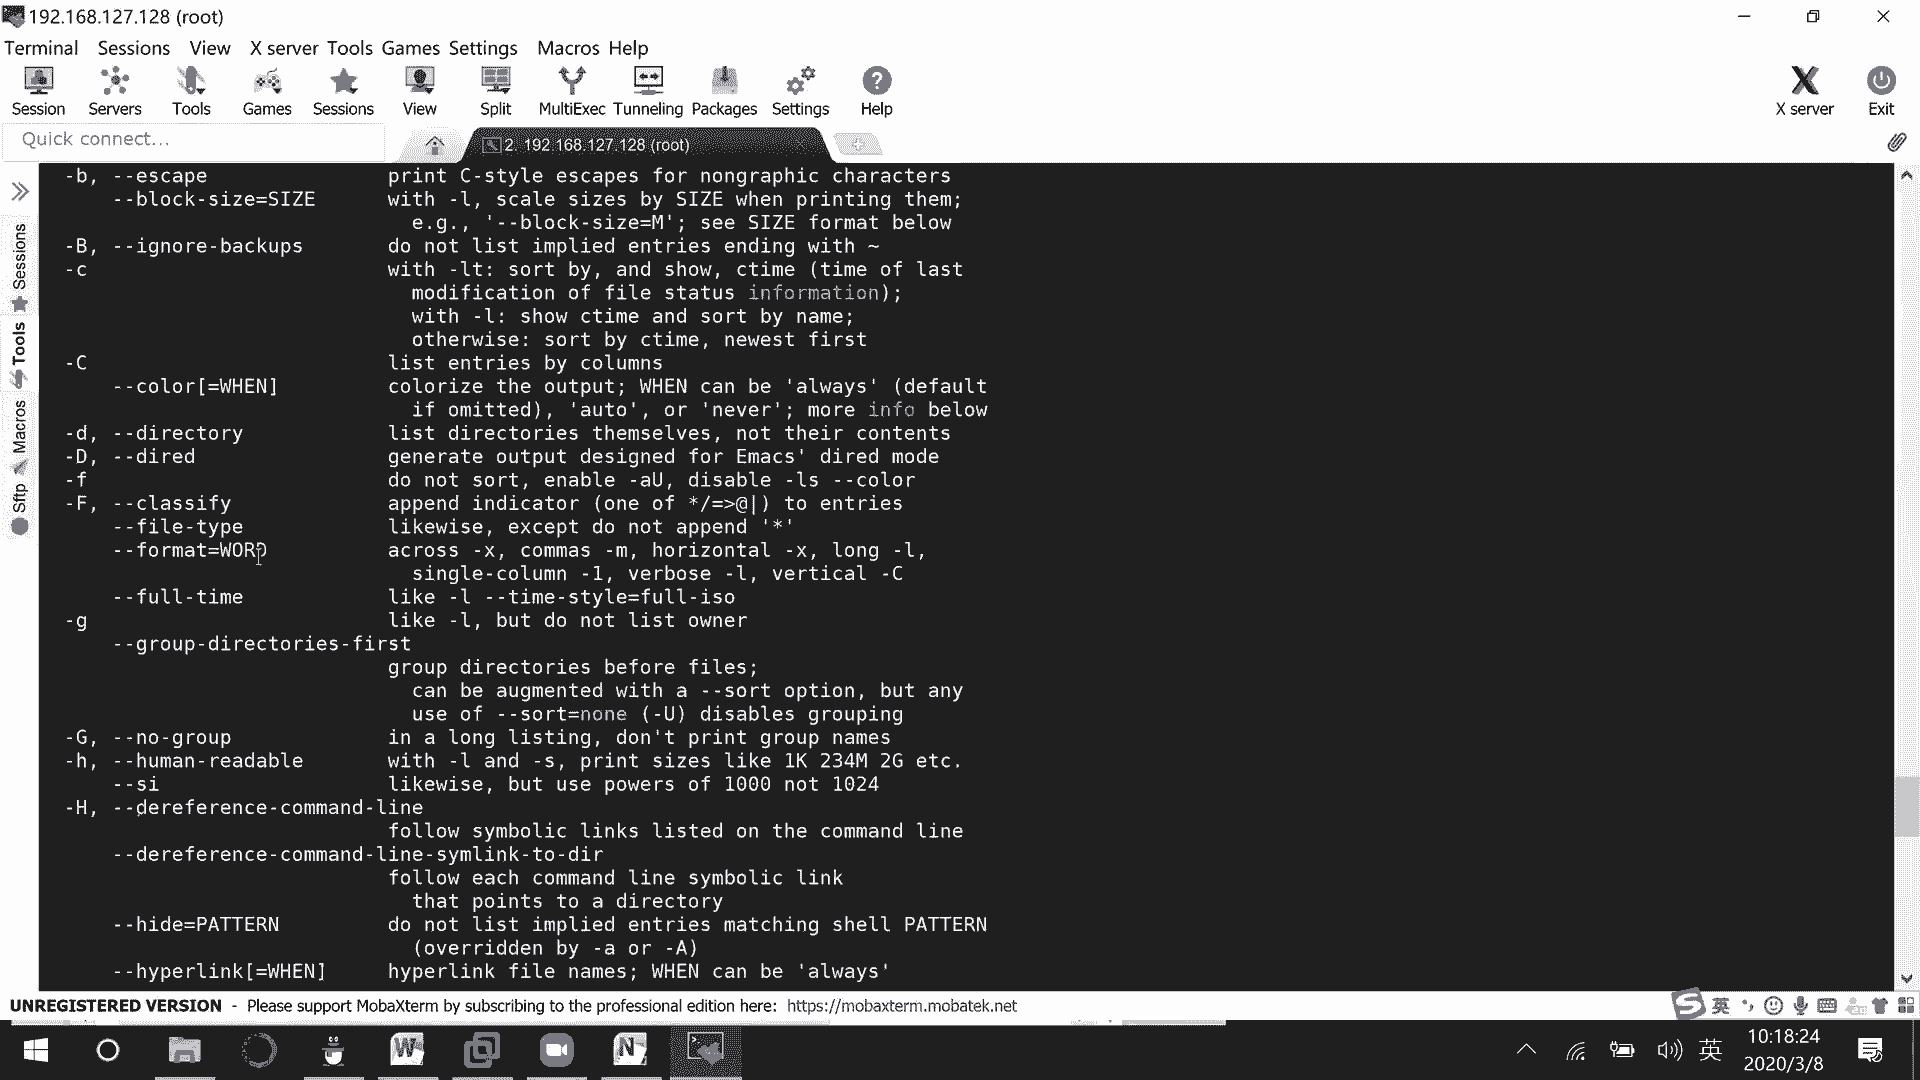 192.168.127.128 (root)
Terminal Sessions View X server Tools Games Settings Macros Help
Session Servers Tools Games Sessions View Split MultiExec Tunneling Packages Settings Help X server Exit
Quick connect...
2. 192.168.127.128 (root)
-b, --escape print C-style escapes for nongraphic characters
--block-size=SIZE with -l, scale sizes by SIZE when printing them;
e.g., '--block-size=M'; see SIZE format below
-B, --ignore-backups do not list implied entries ending with ~
-c with -lt: sort by, and show, ctime (time of last
modification of file status information);
with -l: show ctime and sort by name;
otherwise: sort by ctime, newest first
-C list entries by columns
--color[=WHEN] colorize the output; WHEN can be 'always' (default
if omitted), 'auto', or 'never'; more info below
-d, --directory list directories themselves, not their contents
-D, --dired generate output designed for Emacs' dired mode
-f do not sort, enable -aU, disable -ls --color
-F, --classify append indicator (one of */=>@|) to entries
--file-type likewise, except do not append '*'
--format=WORD across -x, commas -m, horizontal -x, long -l,
single-column -1, verbose -l, vertical -C
--full-time like -l --time-style=full-iso
-g like -l, but do not list owner
--group-directories-first
group directories before files;
can be augmented with a --sort option, but any
use of --sort=none (-U) disables grouping
-G, --no-group in a long listing, don't print group names
-h, --human-readable with -l and -s, print sizes like 1K 234M 2G etc.
--si likewise, but use powers of 1000 not 1024
-H, --dereference-command-line
follow symbolic links listed on the command line
--dereference-command-line-symlink-to-dir
follow each command line symbolic link
that points to a directory
--hide=PATTERN do not list implied entries matching shell PATTERN
(overridden by -a or -A)
--hyperlink[=WHEN] hyperlink file names; WHEN can be 'always'
Sessions
Tools
Macros
Sftp
UNREGISTERED VERSION - Please support MobaXterm by subscribing to the professional edition here: https://mobaxterm.mobatek.net
英
英
10:18:24
2020/3/8